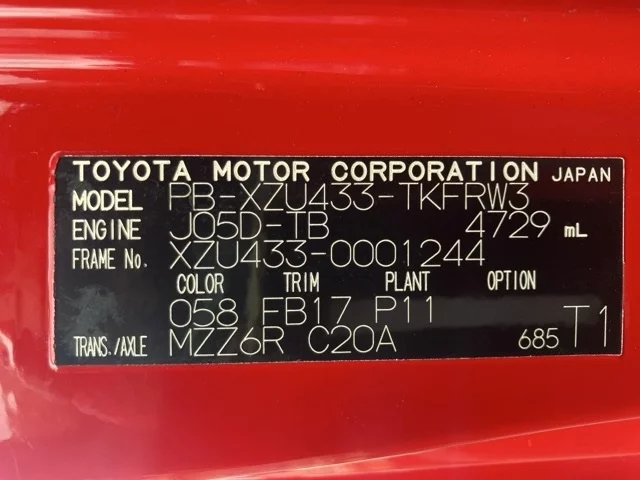 TOYOTA MOTOR CORPORATION JAPAN
MODEL PB-XZU433-TKFRW3
ENGINE J05D-TB 4729 mL
FRAME No. XZU433-0001244
COLOR TRIM PLANT OPTION
058 FB17 P11
TRANS./AXLE MZZ6R C20A 685 T1